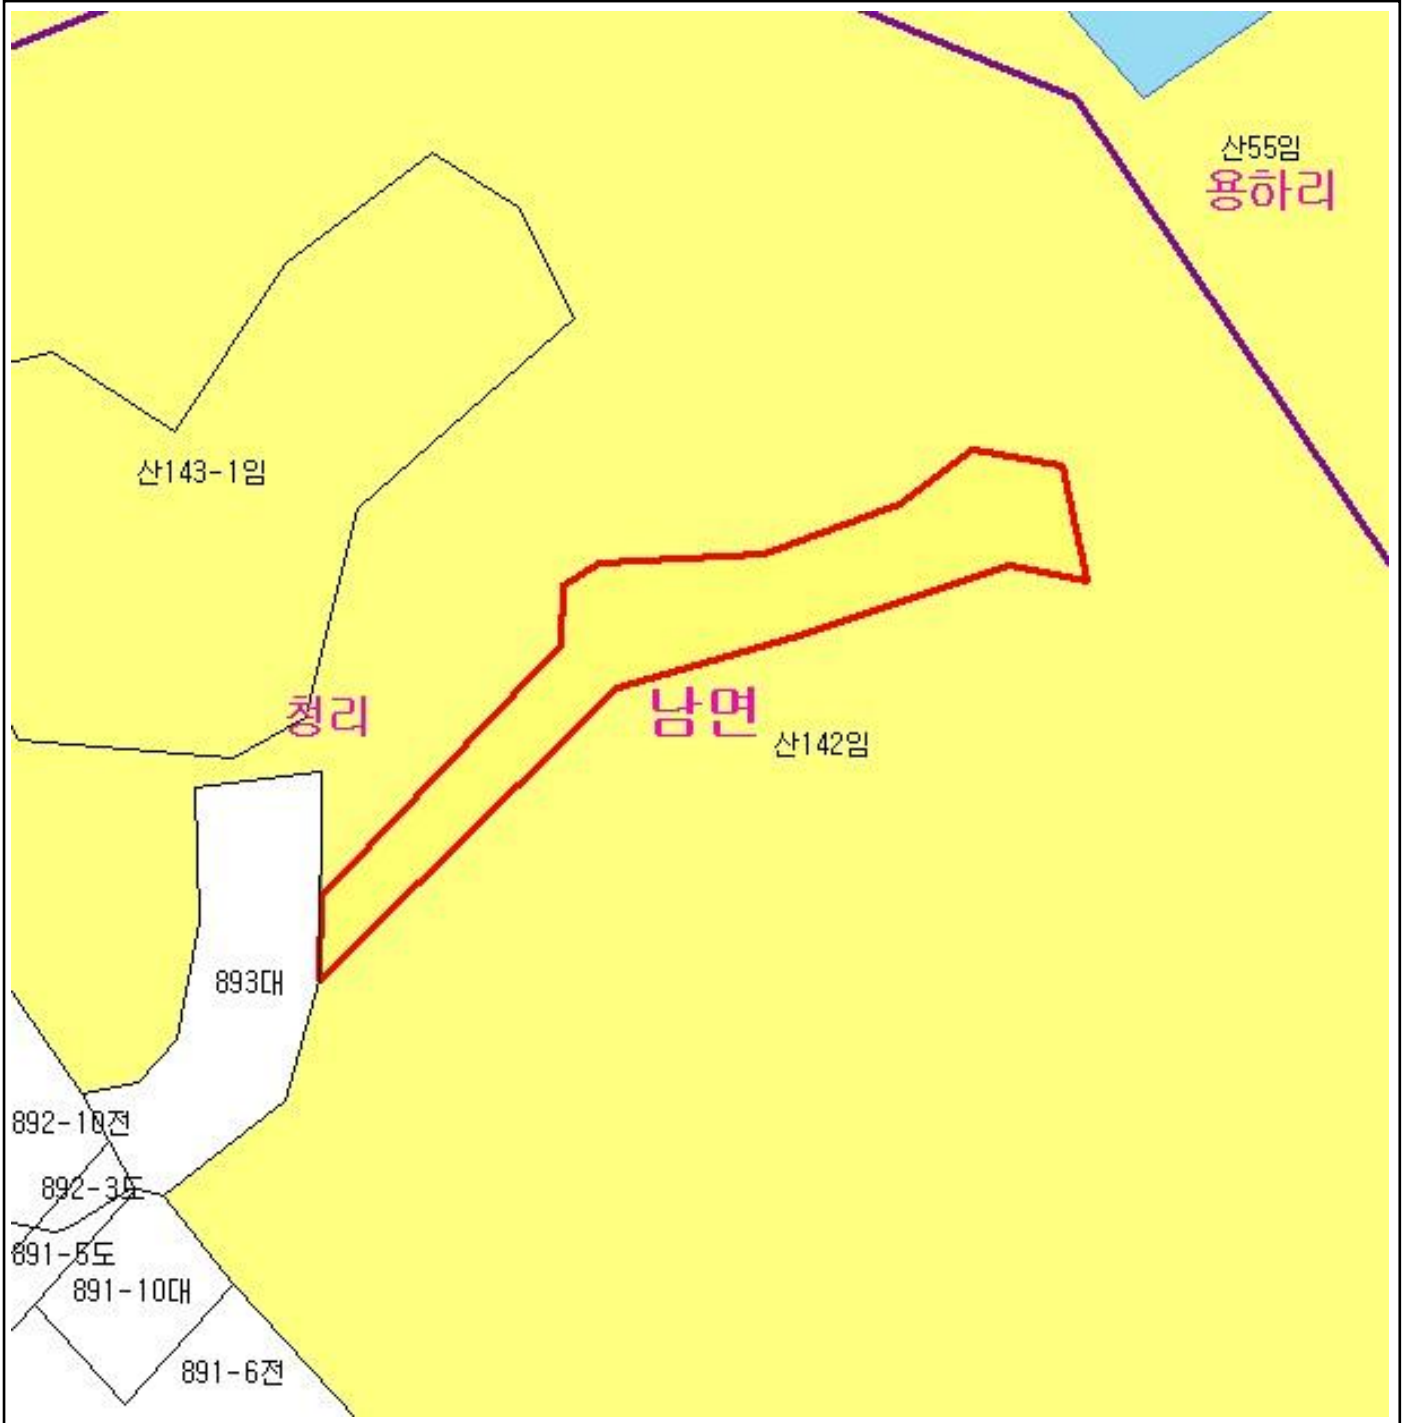 산55임
용하리
산143-1임
청리
남면
산142임
893대
892-10전
892-3도
891-5도
891-10대
891-6전